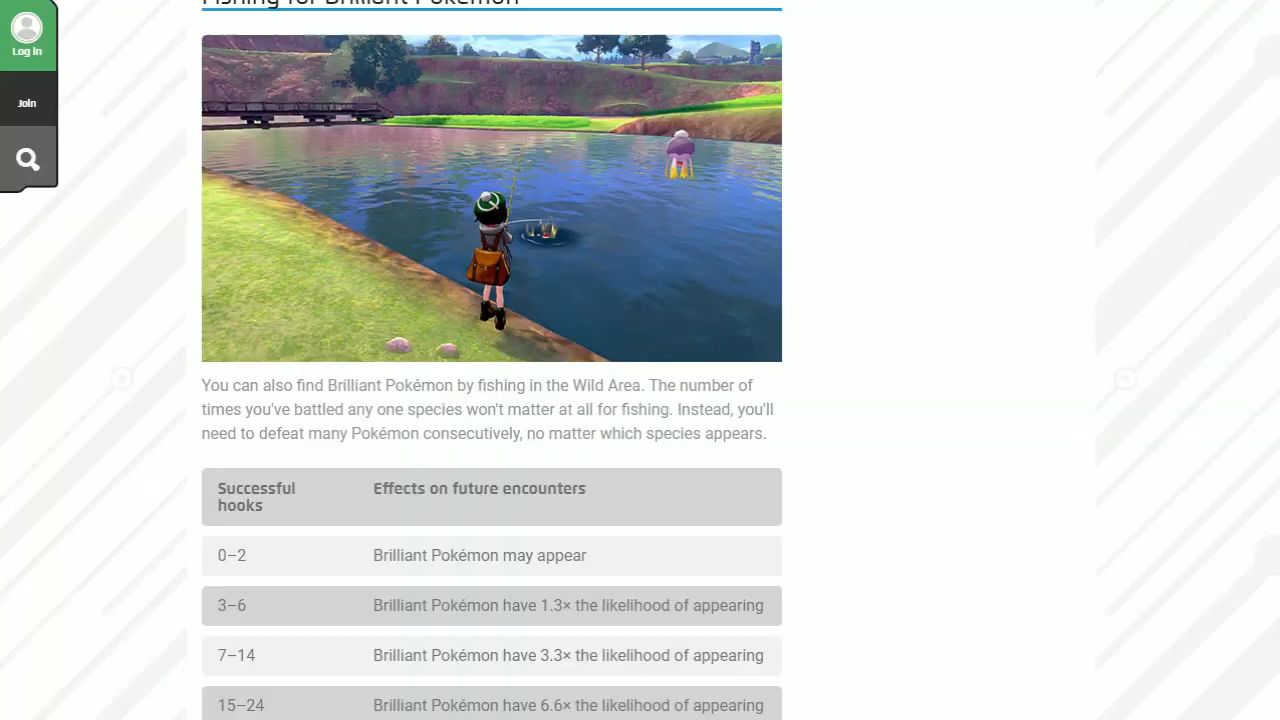 Fishing for Brilliant Pokémon
Log In
Join
You can also find Brilliant Pokémon by fishing in the Wild Area. The number of
times you've battled any one species won't matter at all for fishing. Instead, you'll
need to defeat many Pokémon consecutively, no matter which species appears.
Successful
hooks
Effects on future encounters
0–2
Brilliant Pokémon may appear
3–6
Brilliant Pokémon have 1.3× the likelihood of appearing
7–14
Brilliant Pokémon have 3.3× the likelihood of appearing
15–24
Brilliant Pokémon have 6.6× the likelihood of appearing